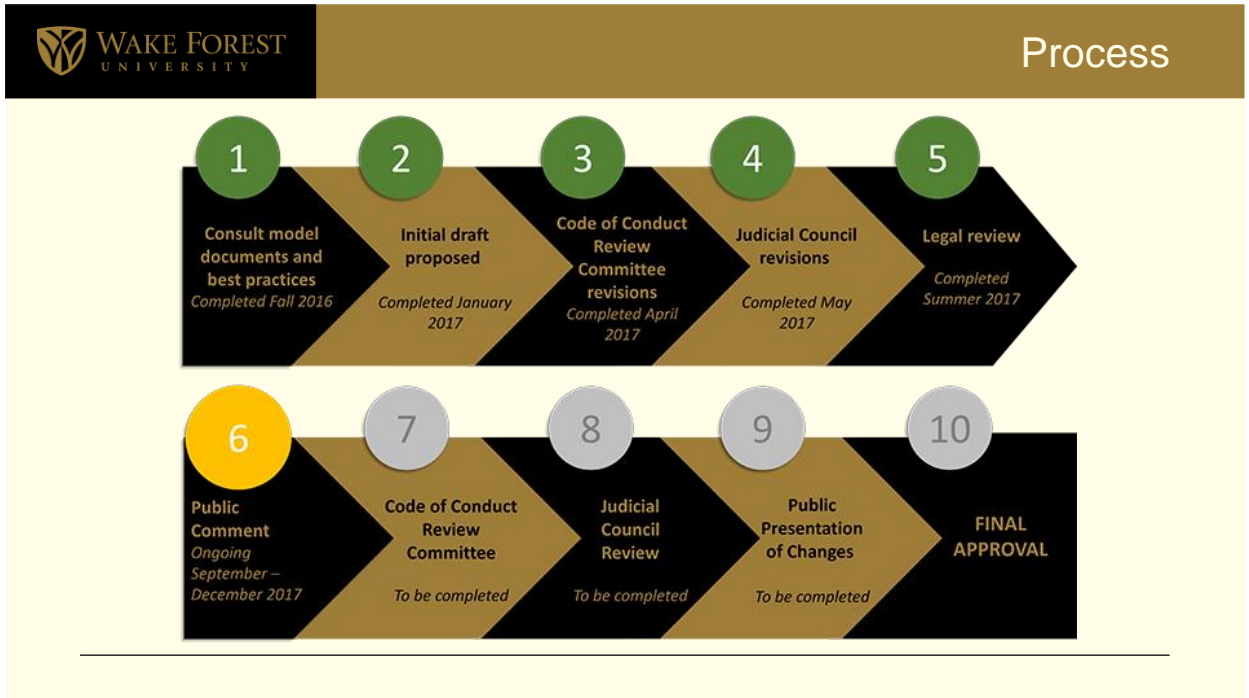 WAKE FOREST
UNIVERSITY
Process
1
Consult model
documents and
best practices
Completed Fall 2016
2
Initial draft
proposed
Completed January
2017
3
Code of Conduct
Review
Committee
revisions
Completed April
2017
4
Judicial Council
revisions
Completed May
2017
5
Legal review
Completed
Summer 2017
6
Public
Comment
Ongoing
September –
December 2017
7
Code of Conduct
Review
Committee
To be completed
8
Judicial
Council
Review
To be completed
9
Public
Presentation
of Changes
To be completed
10
FINAL
APPROVAL